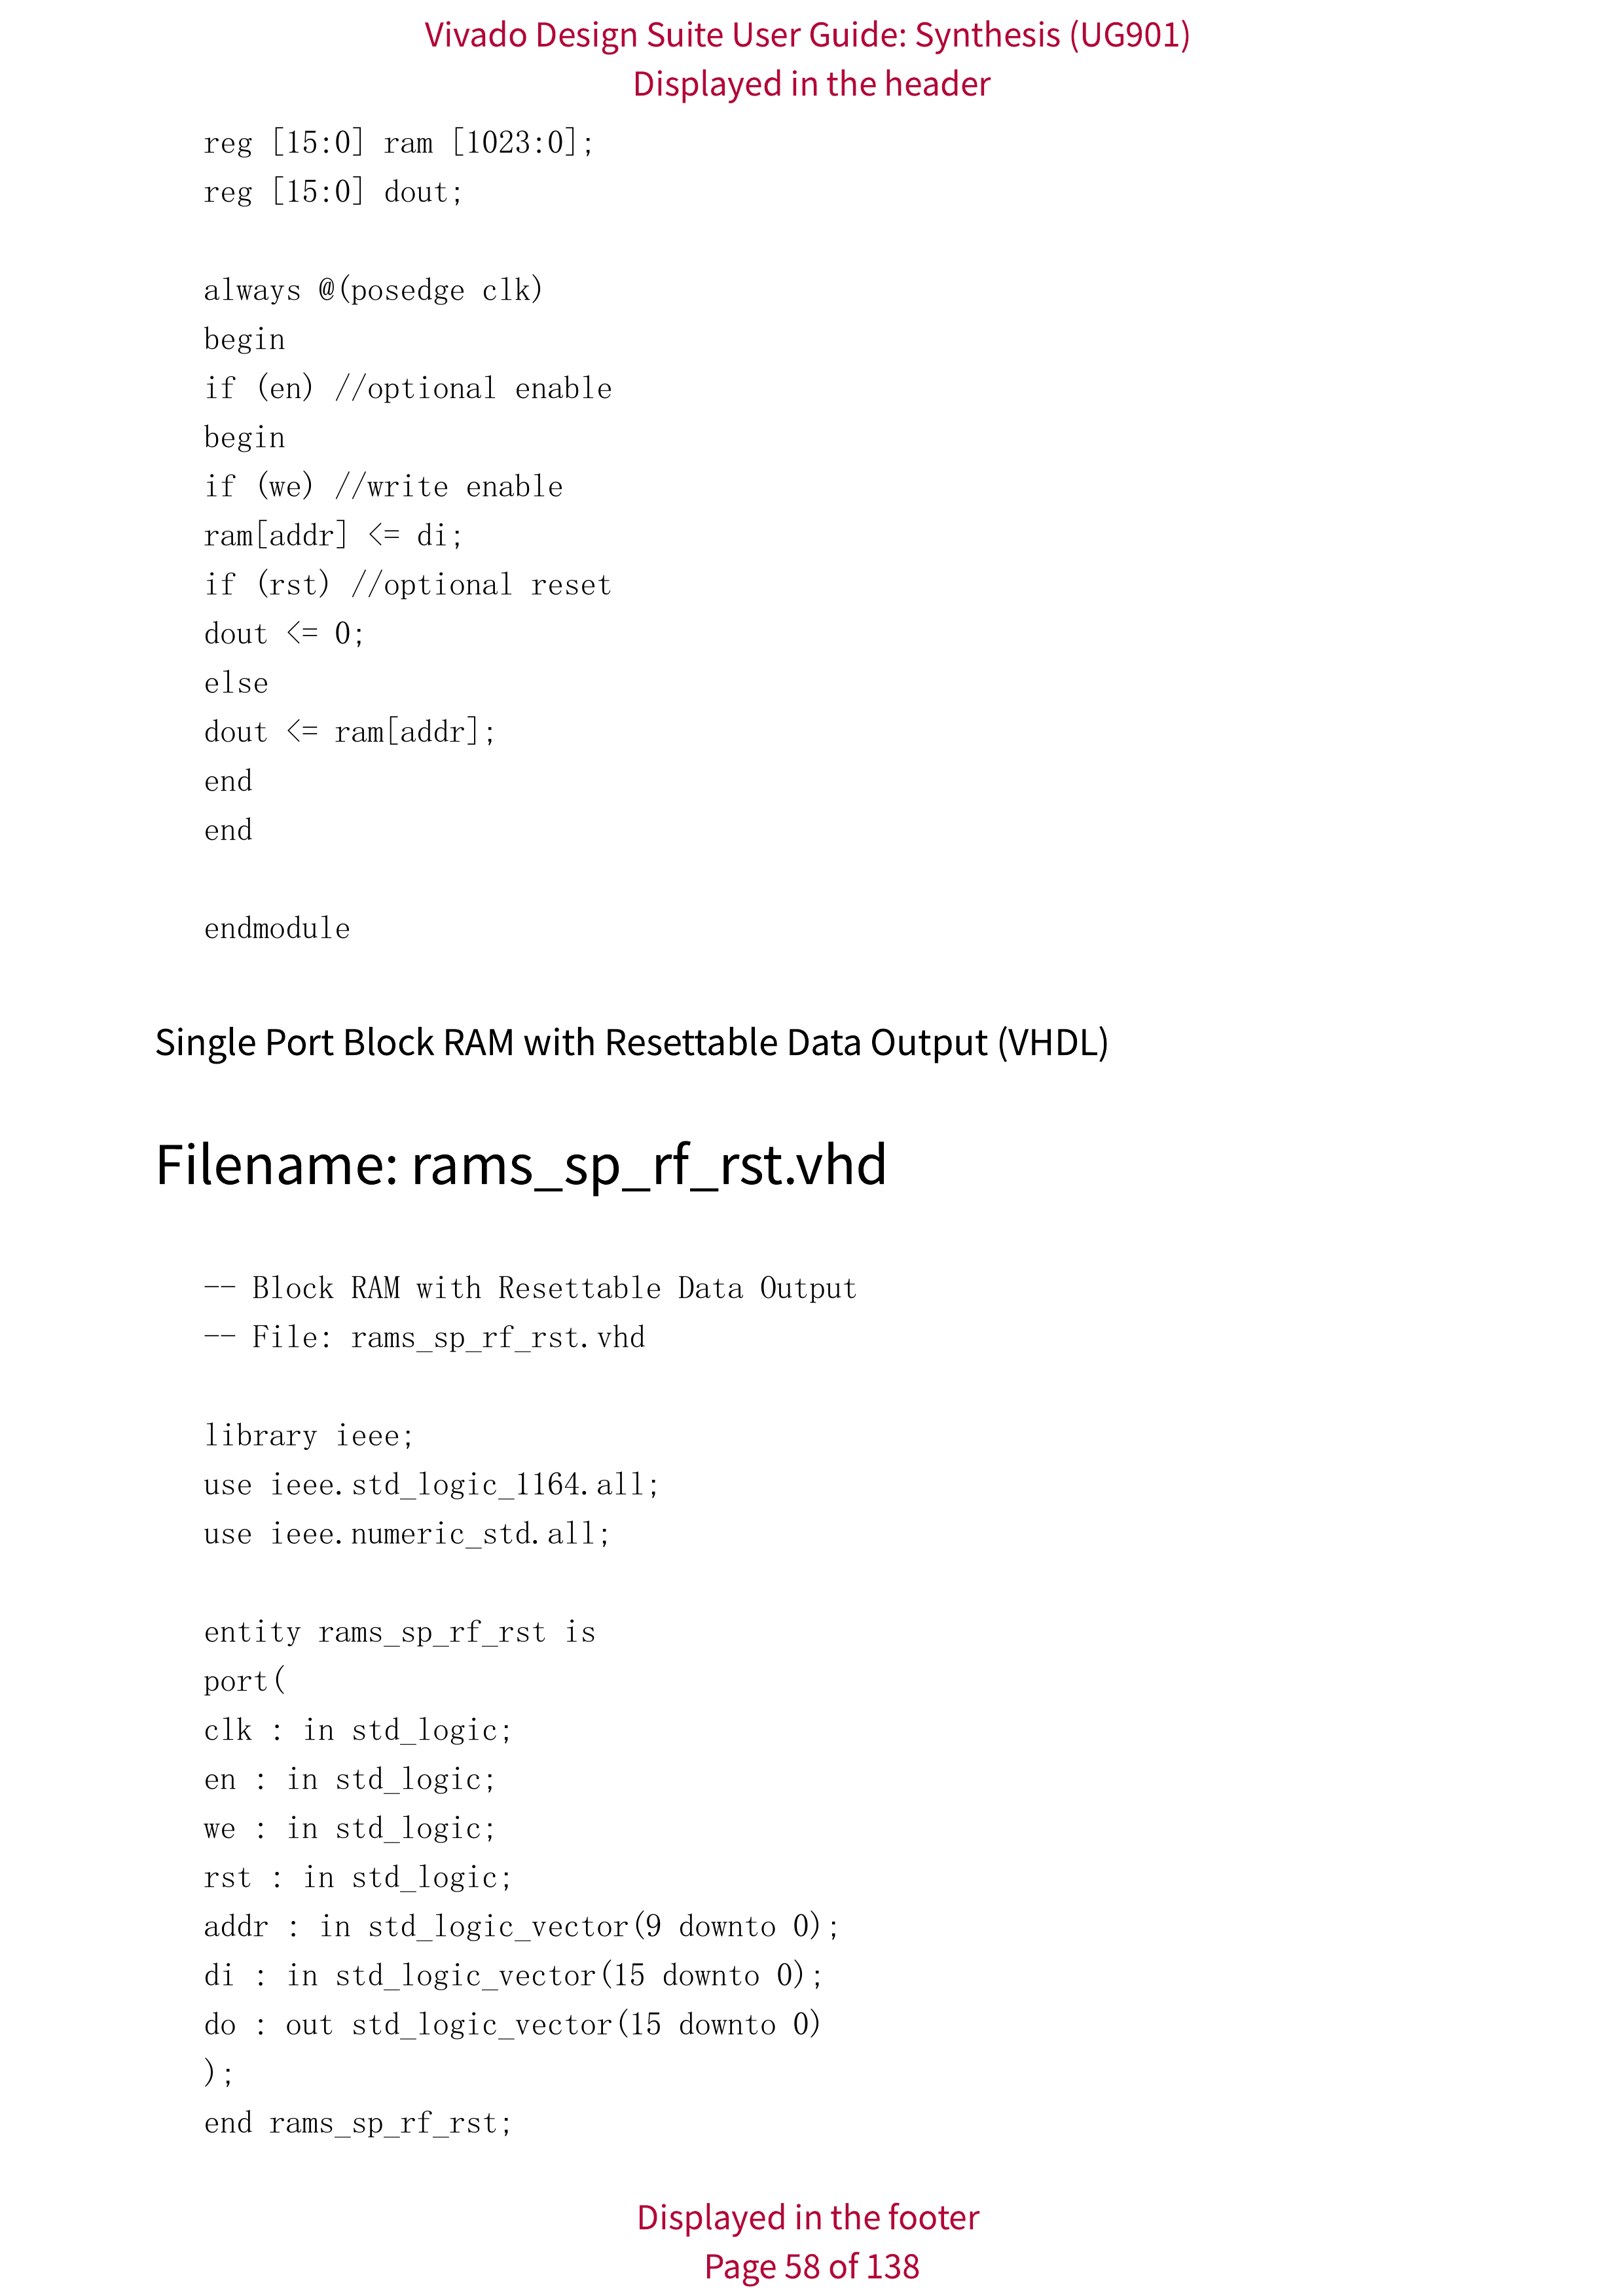 Vivado Design Suite User Guide: Synthesis (UG901)
Displayed in the header
reg [15:0] ram [1023:0];
reg [15:0] dout;
always @(posedge clk)
begin
if (en) //optional enable
begin
if (we) //write enable
ram[addr] <= di;
if (rst) //optional reset
dout <= 0;
else
dout <= ram[addr];
end
end
endmodule
Single Port Block RAM with Resettable Data Output (VHDL)
Filename: rams_sp_rf_rst.vhd
-- Block RAM with Resettable Data Output
-- File: rams_sp_rf_rst.vhd
library ieee;
use ieee.std_logic_1164.all;
use ieee.numeric_std.all;
entity rams_sp_rf_rst is
port(
clk : in std_logic;
en : in std_logic;
we : in std_logic;
rst : in std_logic;
addr : in std_logic_vector(9 downto 0);
di : in std_logic_vector(15 downto 0);
do : out std_logic_vector(15 downto 0)
);
end rams_sp_rf_rst;
Displayed in the footer
Page 58 of 138